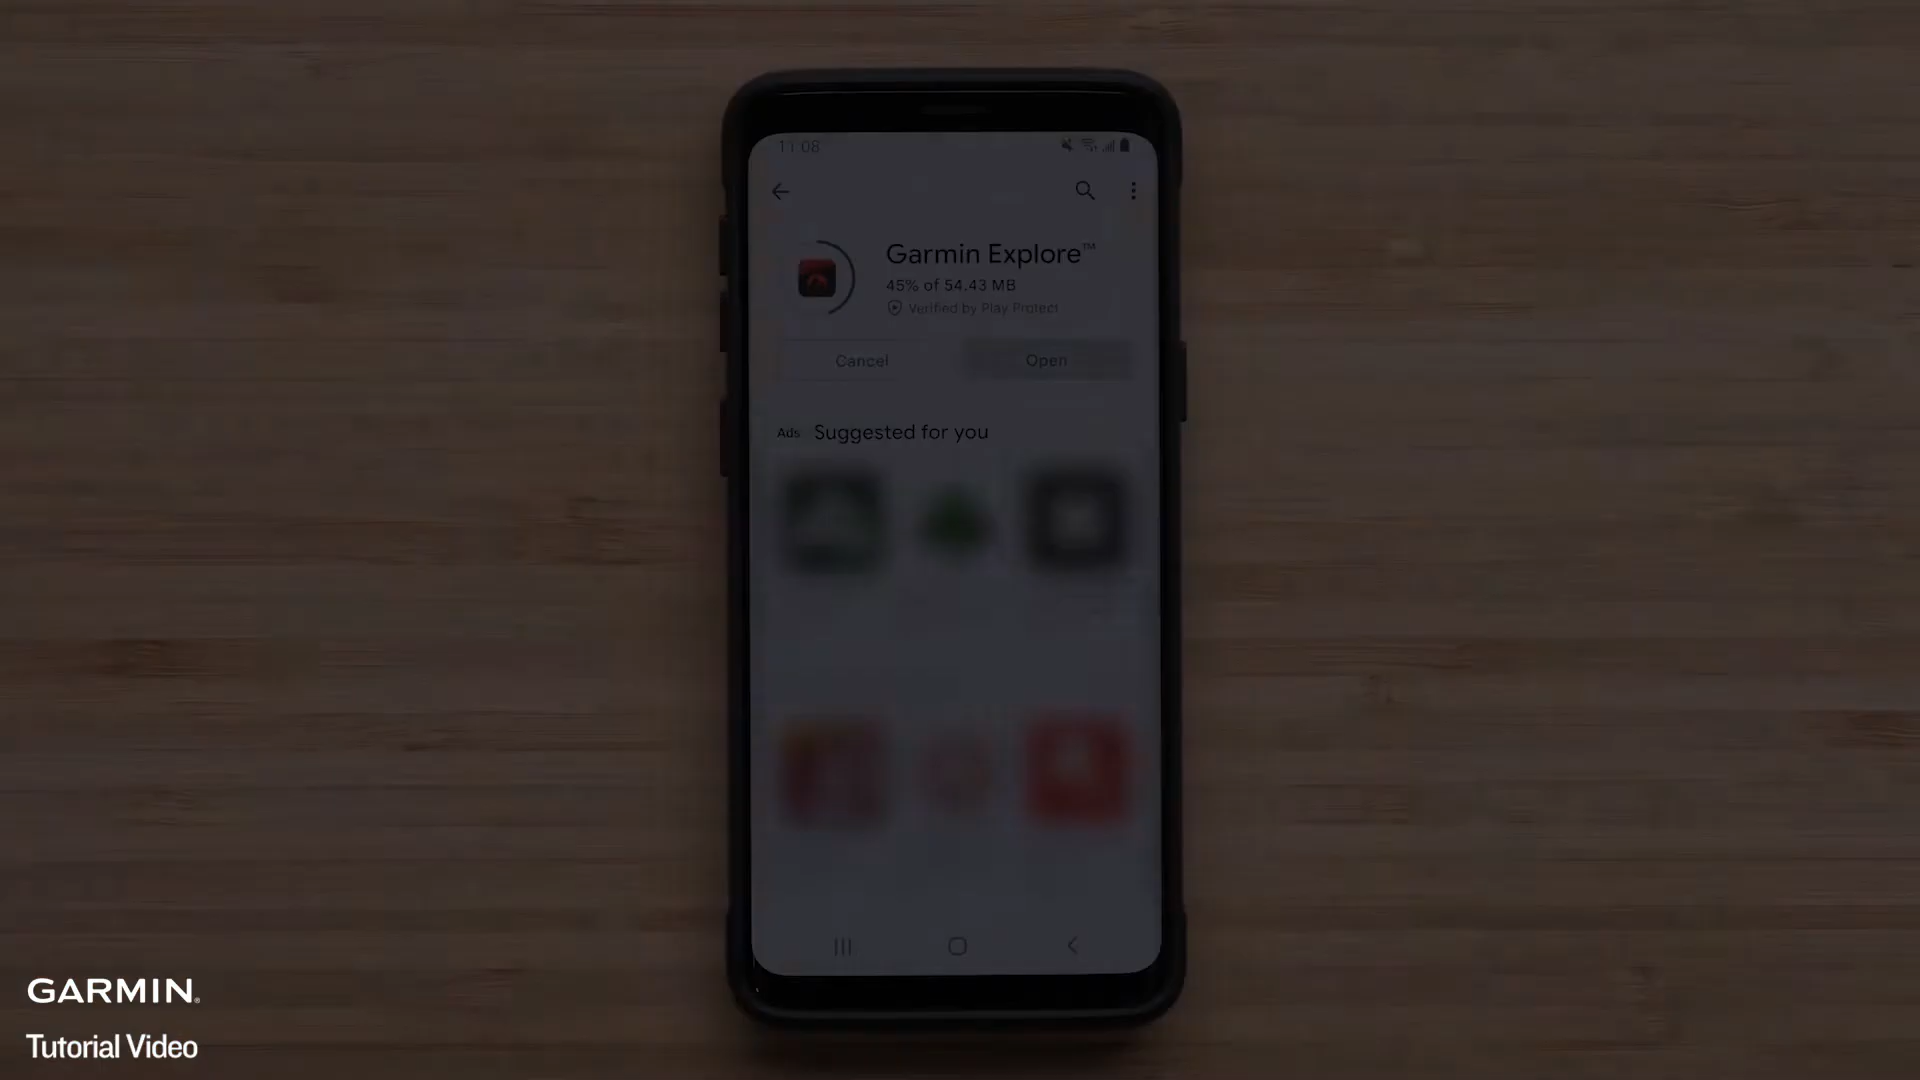 11:08
Garmin Explore™
45% of 54.43 MB
Verified by Play Protect
Cancel
Open
Ads
Suggested for you
GARMIN®
Tutorial Video